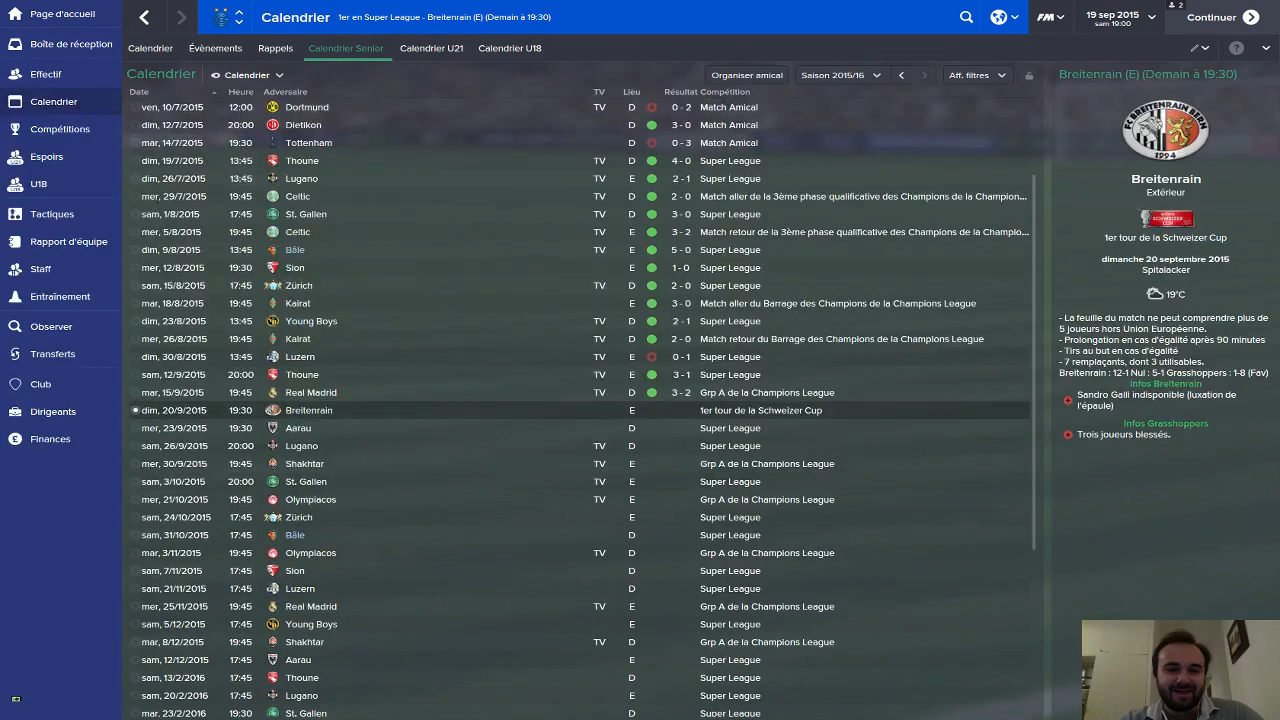 Page d'accueil
Boîte de réception
Effectif
Calendrier
Compétitions
Espoirs
U18
Tactiques
Rapport d'équipe
Staff
Entraînement
Observer
Transferts
Club
Dirigeants
Finances
Calendrier
1er en Super League - Breitenrain (E) (Demain à 19:30)
FM
19 sep 2015
sam 19:00
2
Continuer
Calendrier Évènements Rappels Calendrier Senior Calendrier U21 Calendrier U18
Calendrier Calendrier Organiser amical Saison 2015/16 Aff. filtres
Date Heure Adversaire TV Lieu Résultat Compétition
ven, 10/7/2015 12:00 Dortmund TV D 0 - 2 Match Amical
dim, 12/7/2015 20:00 Dietikon D 3 - 0 Match Amical
mar, 14/7/2015 19:30 Tottenham D 0 - 3 Match Amical
dim, 19/7/2015 13:45 Thoune TV D 4 - 0 Super League
dim, 26/7/2015 13:45 Lugano TV E 2 - 1 Super League
mer, 29/7/2015 19:45 Celtic TV D 2 - 0 Match aller de la 3ème phase qualificative des Champions de la Champion...
sam, 1/8/2015 17:45 St. Gallen TV D 3 - 0 Super League
mer, 5/8/2015 19:45 Celtic TV E 3 - 2 Match retour de la 3ème phase qualificative des Champions de la Champio...
dim, 9/8/2015 13:45 Bâle TV E 5 - 0 Super League
mer, 12/8/2015 19:30 Sion E 1 - 0 Super League
sam, 15/8/2015 17:45 Zürich TV D 2 - 0 Super League
mar, 18/8/2015 19:45 Kairat E 3 - 0 Match aller du Barrage des Champions de la Champions League
dim, 23/8/2015 13:45 Young Boys TV D 2 - 1 Super League
mer, 26/8/2015 19:45 Kairat TV D 2 - 0 Match retour du Barrage des Champions de la Champions League
dim, 30/8/2015 13:45 Luzern TV E 0 - 1 Super League
sam, 12/9/2015 20:00 Thoune TV E 3 - 1 Super League
mar, 15/9/2015 19:45 Real Madrid TV D 3 - 2 Grp A de la Champions League
dim, 20/9/2015 19:30 Breitenrain E 1er tour de la Schweizer Cup
mer, 23/9/2015 19:30 Aarau D Super League
sam, 26/9/2015 20:00 Lugano TV D Super League
mer, 30/9/2015 19:45 Shakhtar TV E Grp A de la Champions League
sam, 3/10/2015 20:00 St. Gallen TV E Super League
mer, 21/10/2015 19:45 Olympiacos TV E Grp A de la Champions League
sam, 24/10/2015 17:45 Zürich E Super League
sam, 31/10/2015 17:45 Bâle D Super League
mar, 3/11/2015 19:45 Olympiacos TV D Grp A de la Champions League
sam, 7/11/2015 17:45 Sion D Super League
sam, 21/11/2015 17:45 Luzern D Super League
mer, 25/11/2015 19:45 Real Madrid TV E Grp A de la Champions League
sam, 5/12/2015 17:45 Young Boys E Super League
mar, 8/12/2015 19:45 Shakhtar TV D Grp A de la Champions League
sam, 12/12/2015 17:45 Aarau E Super League
sam, 13/2/2016 17:45 Thoune D Super League
sam, 20/2/2016 17:45 Lugano E Super League
mar, 23/2/2016 19:30 St. Gallen D Super League
Breitenrain (E) (Demain à 19:30)
FC BREITENRAIN BERN
1994
Breitenrain
Extérieur
SCHWEIZER
CUP
1er tour de la Schweizer Cup
dimanche 20 septembre 2015
Spitalacker
19°C
- La feuille du match ne peut comprendre plus de
5 joueurs hors Union Européenne.
- Prolongation en cas d'égalité après 90 minutes
- Tirs au but en cas d'égalité
- 7 remplaçants, dont 3 utilisables.
Breitenrain : 12-1 Nul : 5-1 Grasshoppers : 1-8 (Fav)
Infos Breitenrain
Sandro Galli indisponible (luxation de
l'épaule)
Infos Grasshoppers
Trois joueurs blessés.